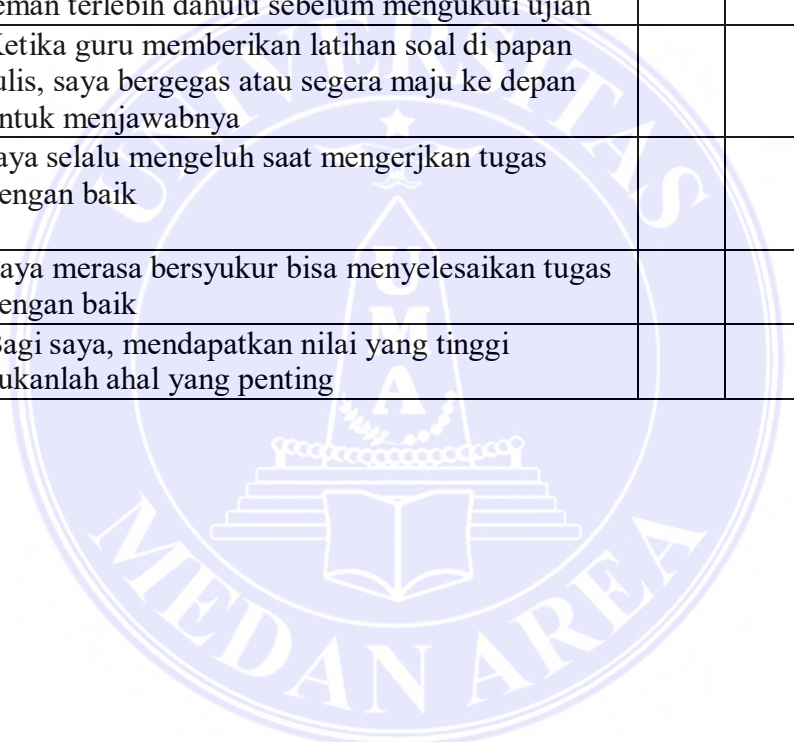 eman terlebih dahulu sebelum mengukuti ujian
Ketika guru memberikan latihan soal di papan
ulis, saya bergegas atau segera maju ke depan
ntuk menjawabnya
aya selalu mengeluh saat mengerjkan tugas
engan baik
aya merasa bersyukur bisa menyelesaikan tugas
engan baik
Bagi saya, mendapatkan nilai yang tinggi
ukanlah ahal yang penting
UNIVERSITAS
UMA
MEDAN AREA